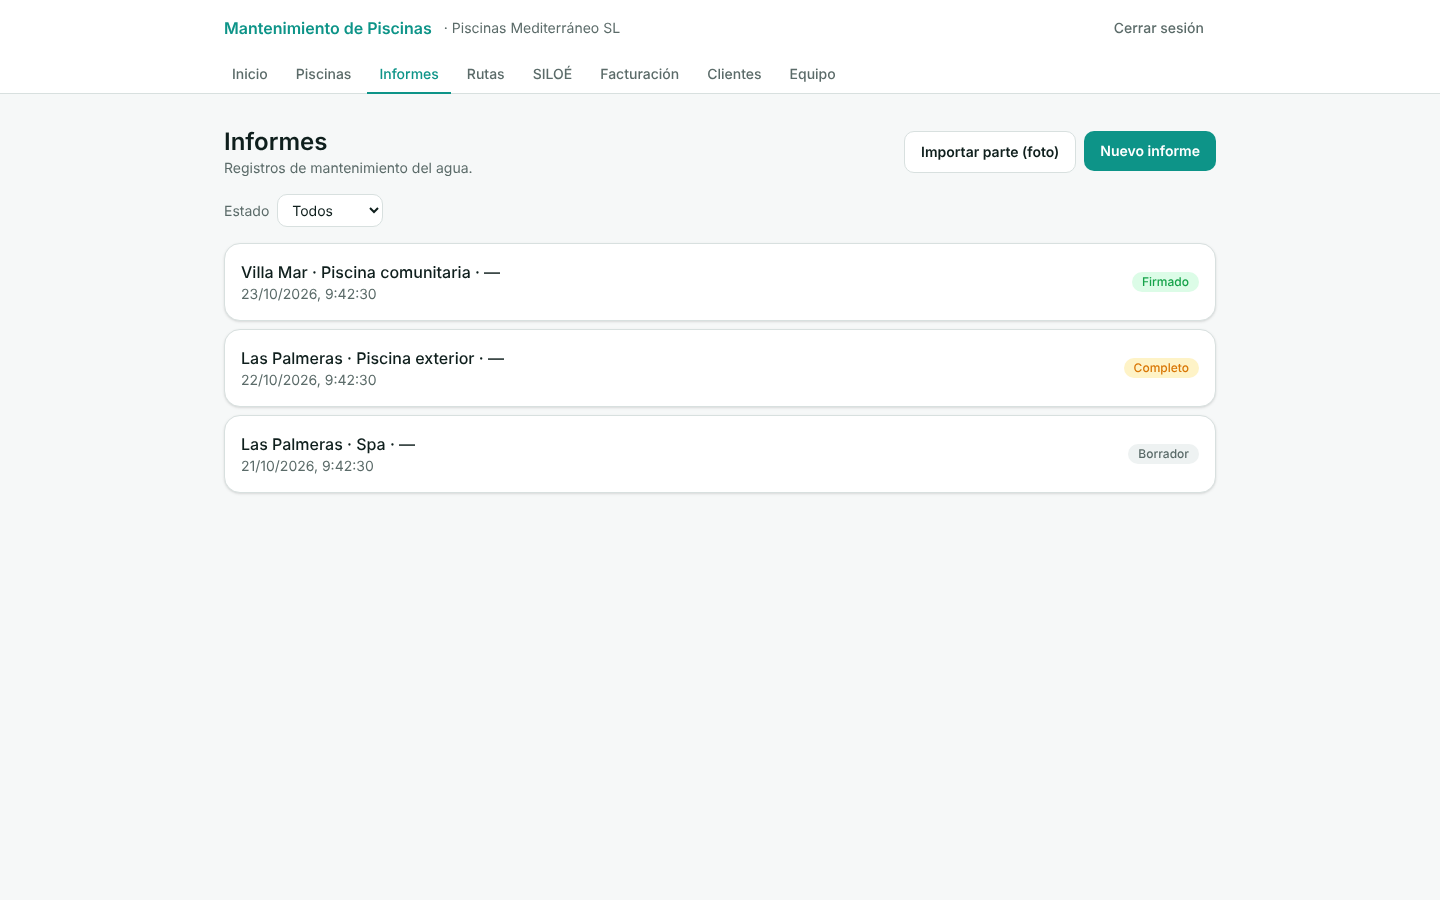 Mantenimiento de Piscinas · Piscinas Mediterráneo SL Cerrar sesión
Inicio Piscinas Informes Rutas SILOÉ Facturación Clientes Equipo
Informes
Registros de mantenimiento del agua.
Importar parte (foto) Nuevo informe
Estado Todos
Villa Mar · Piscina comunitaria · —
23/10/2026, 9:42:30
Firmado
Las Palmeras · Piscina exterior · —
22/10/2026, 9:42:30
Completo
Las Palmeras · Spa · —
21/10/2026, 9:42:30
Borrador